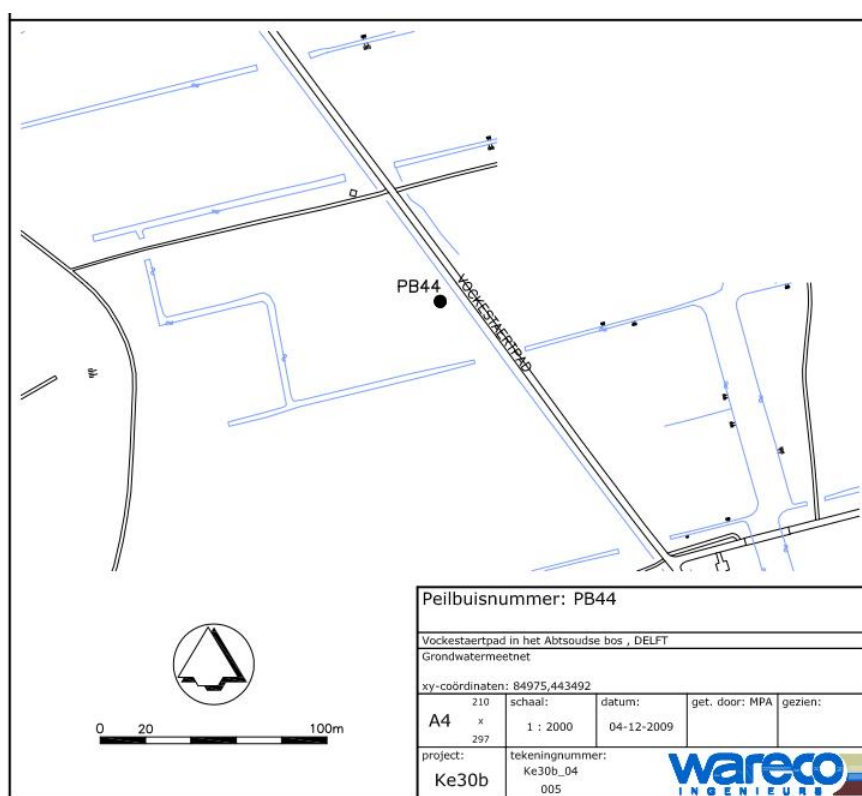 PB44
VOCKESTAERTPAD
0 20 100m
Peilbuisnummer: PB44
Vockestaertpad in het Abtsoudse bos , DELFT
Grondwatermeetnet
xy-coördinaten: 84975,443492
A4 210 x 297
schaal: 1 : 2000
datum: 04-12-2009
get. door: MPA
gezien:
project: Ke30b
tekeningnummer: Ke30b_04 005
wareco
INGENIEURS